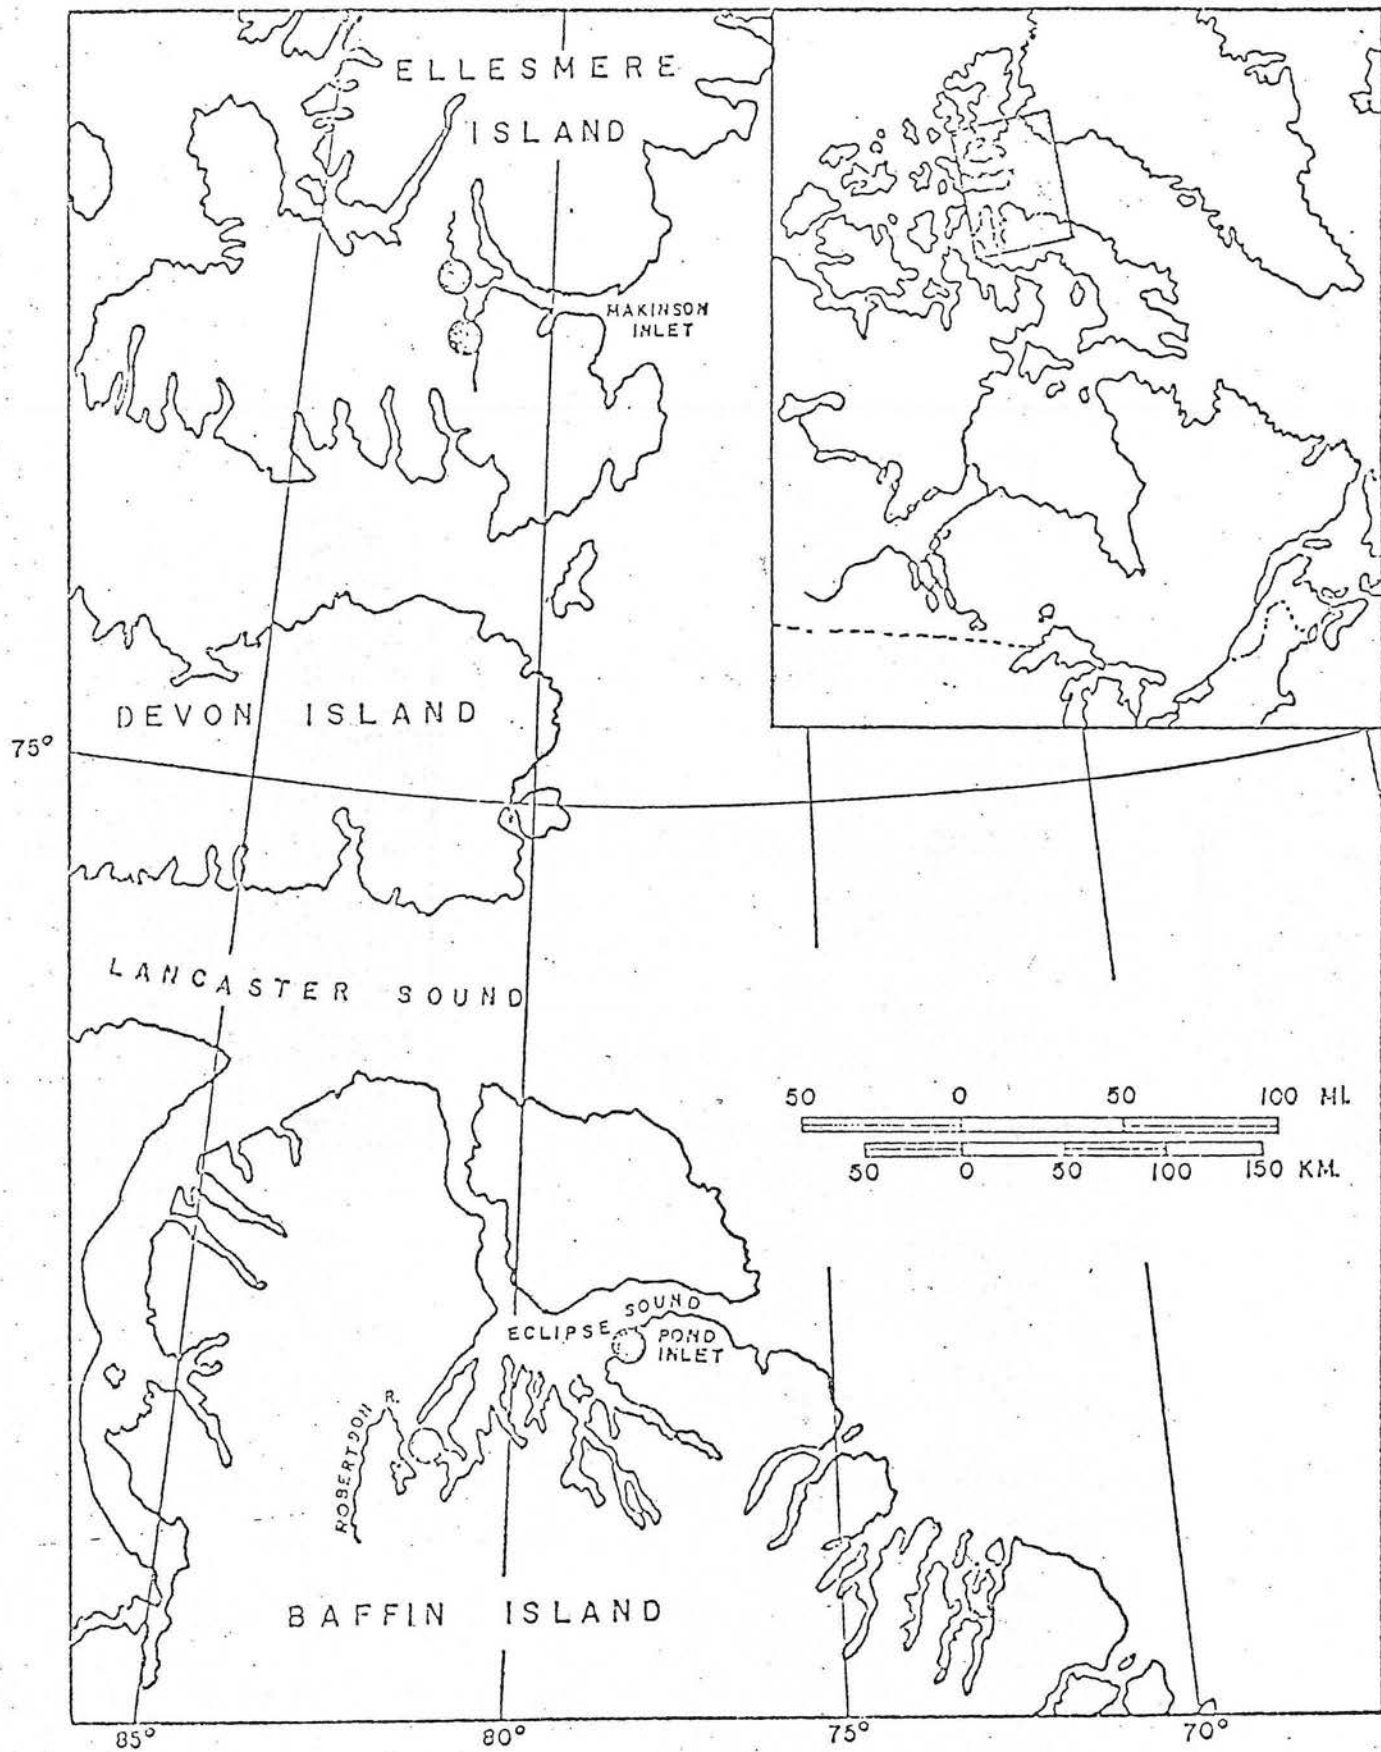 ELLESMERE
ISLAND
MAKINSON
INLET
DEVON ISLAND
75°
LANCASTER SOUND
50 0 50 100 MI.
50 0 50 100 150 KM.
ECLIPSE SOUND
POND
INLET
ROBERTSON R.
BAFFIN ISLAND
85° 80° 75° 70°